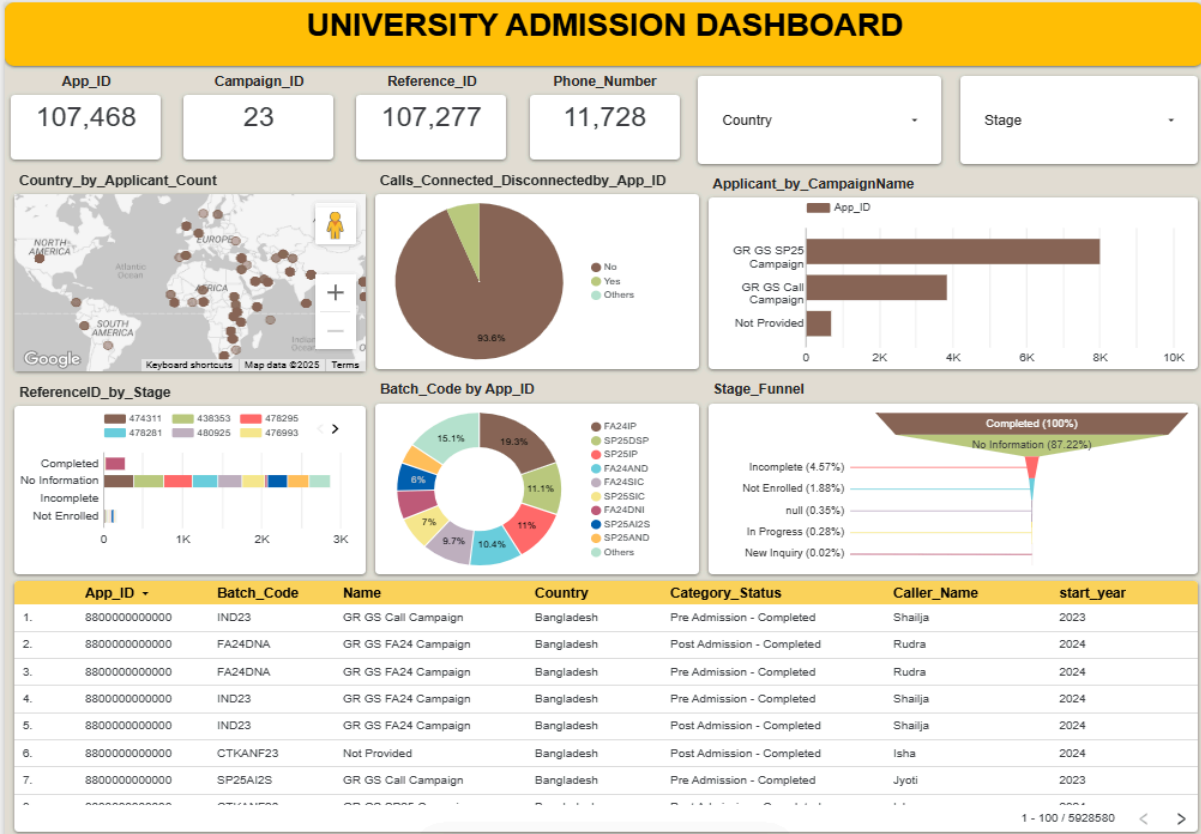 UNIVERSITY ADMISSION DASHBOARD
App_ID
107,468
Campaign_ID
23
Reference_ID
107,277
Phone_Number
11,728
Country
Stage
Country_by_Applicant_Count
NORTH
AMERICA
EUROPE
Atlantic
Ocean
AFRICA
SOUTH
AMERICA
Indian
Ocean
Google
Keyboard shortcuts
Map data ©2025
Terms
Calls_Connected_Disconnectedby_App_ID
No
Yes
Others
93.6%
Applicant_by_CampaignName
App_ID
GR GS SP25
Campaign
GR GS Call
Campaign
Not Provided
0 2K 4K 6K 8K 10K
ReferenceID_by_Stage
474311 438353 478295
478281 480925 476993
Completed
No Information
Incomplete
Not Enrolled
0 1K 2K 3K
Batch_Code by App_ID
19.3%
11.1%
11%
10.4%
9.7%
7%
6%
15.1%
FA24IP
SP25DSP
SP25IP
FA24AND
FA24SIC
SP25SIC
FA24DNI
SP25AI2S
SP25AND
Others
Stage_Funnel
Completed (100%)
No Information (87.22%)
Incomplete (4.57%)
Not Enrolled (1.88%)
null (0.35%)
In Progress (0.28%)
New Inquiry (0.02%)
App_ID Batch_Code Name Country Category_Status Caller_Name start_year
1. 8800000000000 IND23 GR GS Call Campaign Bangladesh Pre Admission - Completed Shailja 2023
2. 8800000000000 FA24DNA GR GS FA24 Campaign Bangladesh Post Admission - Completed Rudra 2024
3. 8800000000000 FA24DNA GR GS FA24 Campaign Bangladesh Pre Admission - Completed Rudra 2024
4. 8800000000000 IND23 GR GS FA24 Campaign Bangladesh Pre Admission - Completed Shailja 2024
5. 8800000000000 IND23 GR GS FA24 Campaign Bangladesh Post Admission - Completed Shailja 2024
6. 8800000000000 CTKANF23 Not Provided Bangladesh Post Admission - Completed Isha 2024
7. 8800000000000 SP25AI2S GR GS Call Campaign Bangladesh Pre Admission - Completed Jyoti 2023
1 - 100 / 5928580